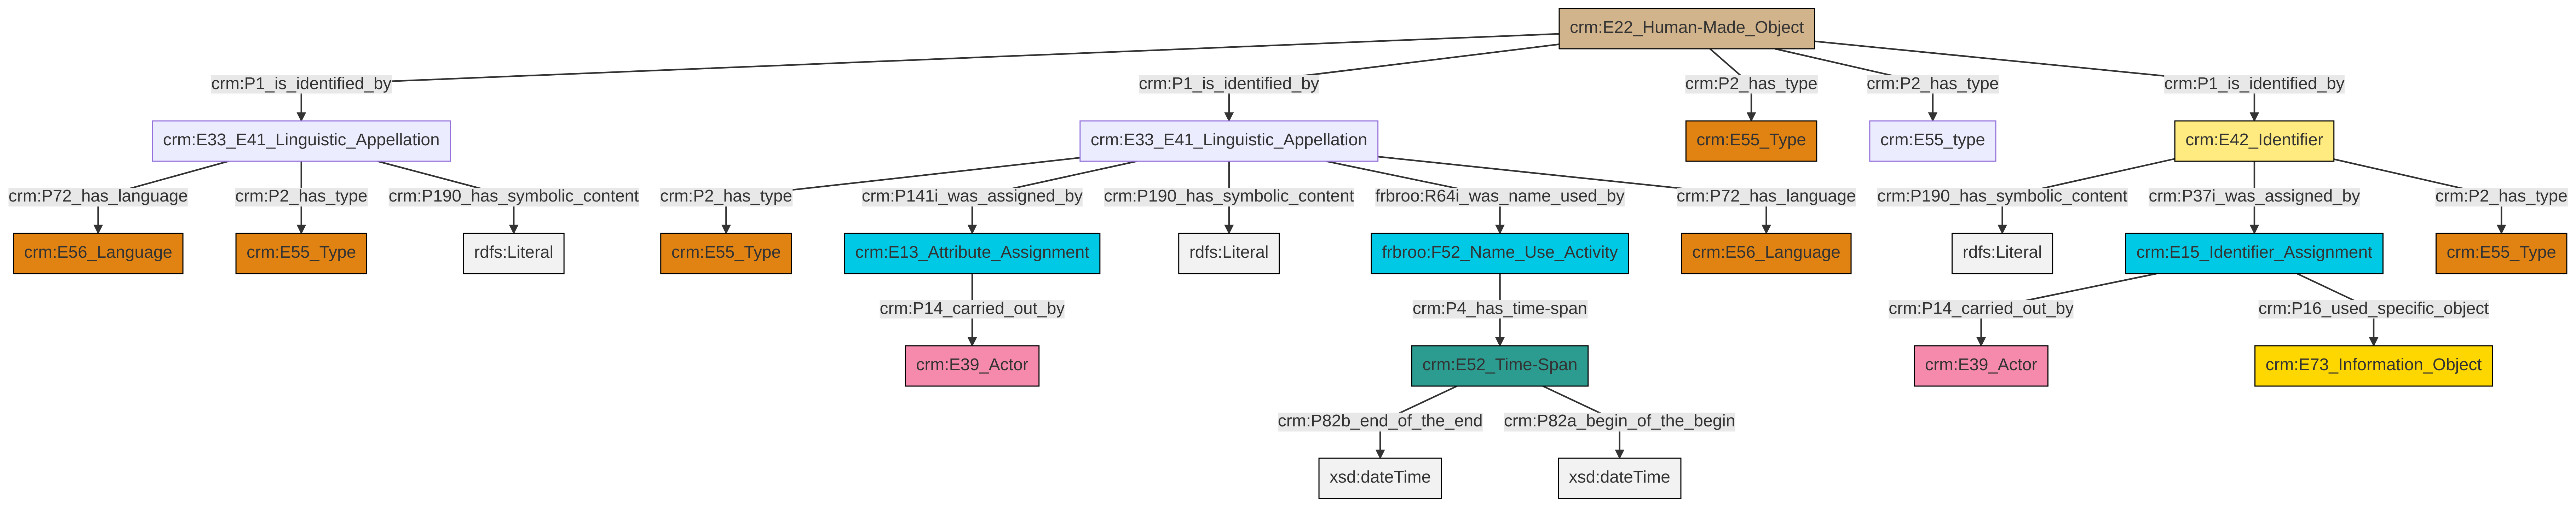 crm:E22_Human-Made_Object
crm:P1_is_identified_by crm:P1_is_identified_by crm:P2_has_type crm:P2_has_type crm:P1_is_identified_by
crm:E33_E41_Linguistic_Appellation crm:E33_E41_Linguistic_Appellation crm:E55_Type crm:E55_type crm:E42_Identifier
crm:P72_has_language crm:P2_has_type crm:P190_has_symbolic_content crm:P2_has_type crm:P141i_was_assigned_by crm:P190_has_symbolic_content frbroo:R64i_was_name_used_by crm:P72_has_language crm:P190_has_symbolic_content crm:P37i_was_assigned_by crm:P2_has_type
crm:E56_Language crm:E55_Type rdfs:Literal crm:E55_Type crm:E13_Attribute_Assignment rdfs:Literal frbroo:F52_Name_Use_Activity crm:E56_Language rdfs:Literal crm:E15_Identifier_Assignment crm:E55_Type
crm:P14_carried_out_by crm:P4_has_time-span crm:P14_carried_out_by crm:P16_used_specific_object
crm:E39_Actor crm:E52_Time-Span crm:E39_Actor crm:E73_Information_Object
crm:P82b_end_of_the_end crm:P82a_begin_of_the_begin
xsd:dateTime xsd:dateTime